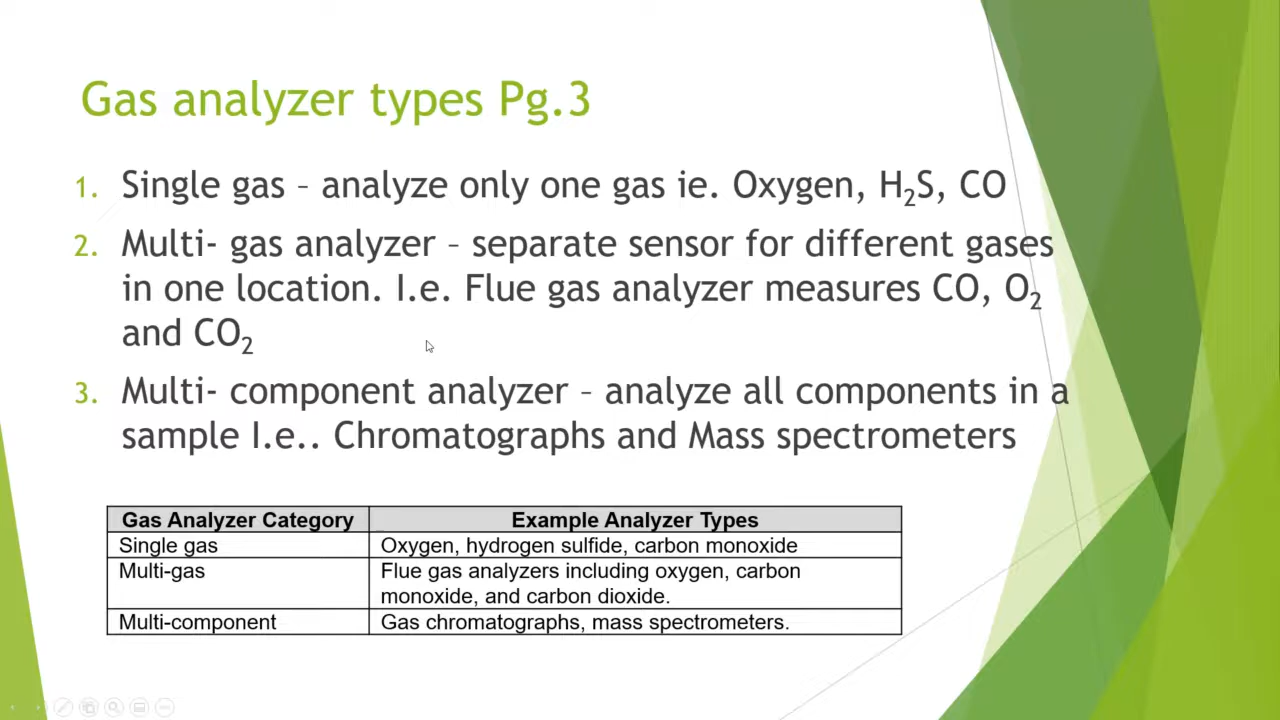 Gas analyzer types Pg.3
1. Single gas – analyze only one gas ie. Oxygen, H₂S, CO
2. Multi- gas analyzer – separate sensor for different gases
in one location. I.e. Flue gas analyzer measures CO, O₂
and CO₂
3. Multi- component analyzer – analyze all components in a
sample I.e.. Chromatographs and Mass spectrometers
Gas Analyzer Category Example Analyzer Types
Single gas Oxygen, hydrogen sulfide, carbon monoxide
Multi-gas Flue gas analyzers including oxygen, carbon
monoxide, and carbon dioxide.
Multi-component Gas chromatographs, mass spectrometers.